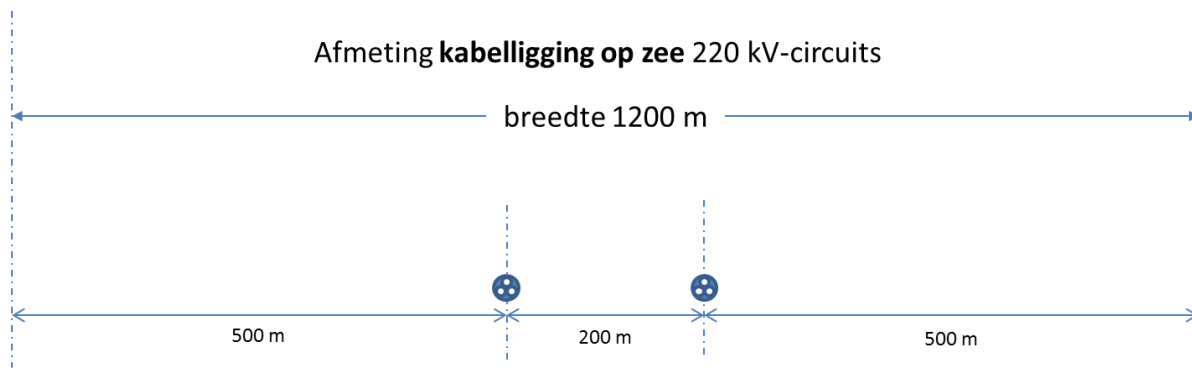 Afmeting kabelligging op zee 220 kV-circuits
breedte 1200 m
500 m
200 m
500 m